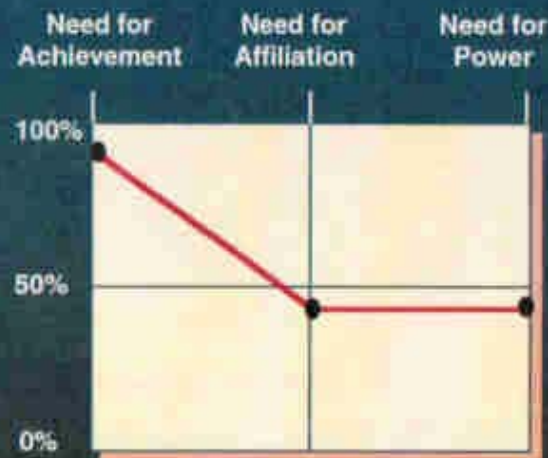 Need for
Achievement
Need for
Affiliation
Need for
Power
100%
50%
0%